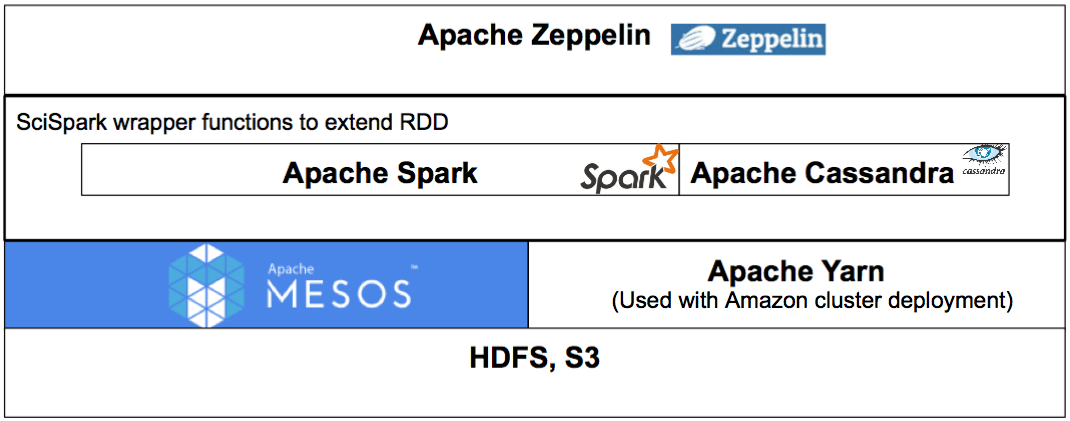 Apache Zeppelin Zeppelin
SciSpark wrapper functions to extend RDD
Apache Spark Spark Apache Cassandra cassandra
Apache
MESOS™
Apache Yarn
(Used with Amazon cluster deployment)
HDFS, S3